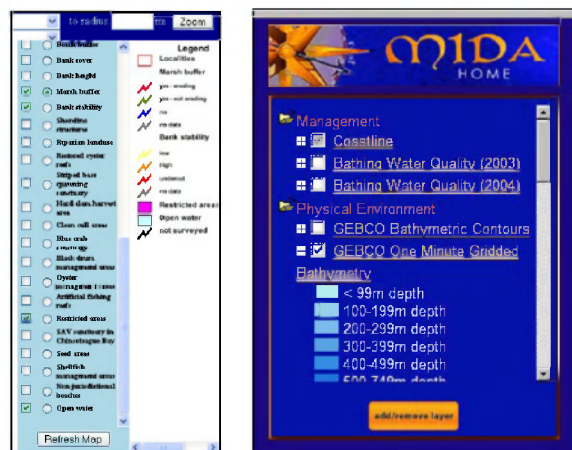 to radius
Zoom
Bank cover
Bank height
Marsh buffer
Bank stability
Shoreline
structures
Riparian landuse
Restored oyster
reefs
Striped bass
spawning
sanctuary
Hard clam harvest
area
Clean cull areas
Blue crab
sanctuary
Black drum
management areas
Oyster
management areas
Artificial fishing
reefs
Restricted areas
SAV sanctuary in
Chincoteague Bay
Seed areas
Shellfish
management areas
Non-jurisdictional
beaches
Open water
Refresh Map
Legend
Localities
Marsh buffer
yes - eroding
yes - not eroding
no
no data
Bank stability
low
high
undercut
no data
Restricted areas
Open water
not surveyed
MIDA
HOME
Management
Coastline
Bathing Water Quality (2003)
Bathing Water Quality (2004)
Physical Environment
GEBCO Bathymetric Contours
GEBCO One Minute Gridded
Bathymetry
< 99m depth
100-199m depth
200-299m depth
300-399m depth
400-499m depth
500-749m depth
add/remove layer